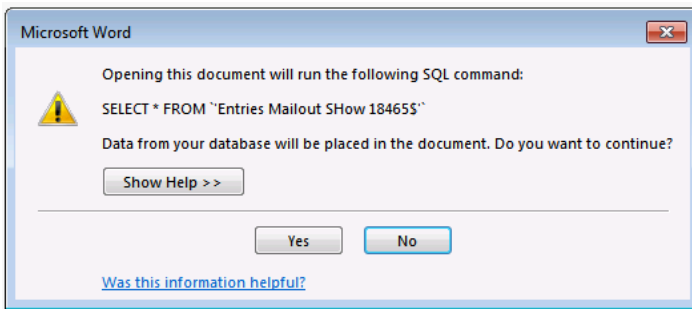 Microsoft Word
Opening this document will run the following SQL command:
SELECT * FROM `'Entries Mailout SHow 18465$'`
Data from your database will be placed in the document. Do you want to continue?
Show Help >>
Yes
No
Was this information helpful?